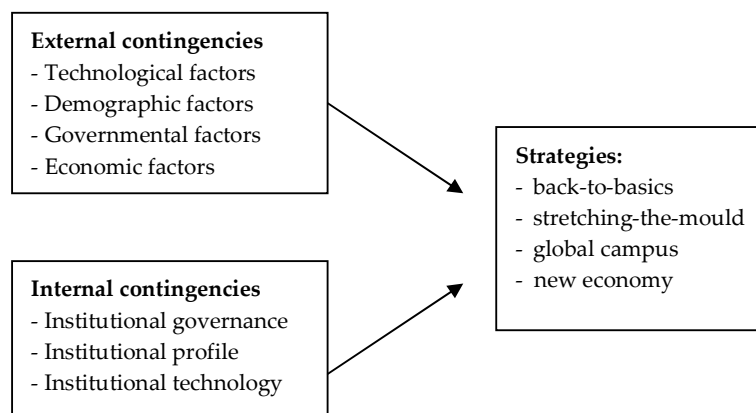 External contingencies
- Technological factors
- Demographic factors
- Governmental factors
- Economic factors
Strategies:
- back-to-basics
- stretching-the-mould
- global campus
- new economy
Internal contingencies
- Institutional governance
- Institutional profile
- Institutional technology